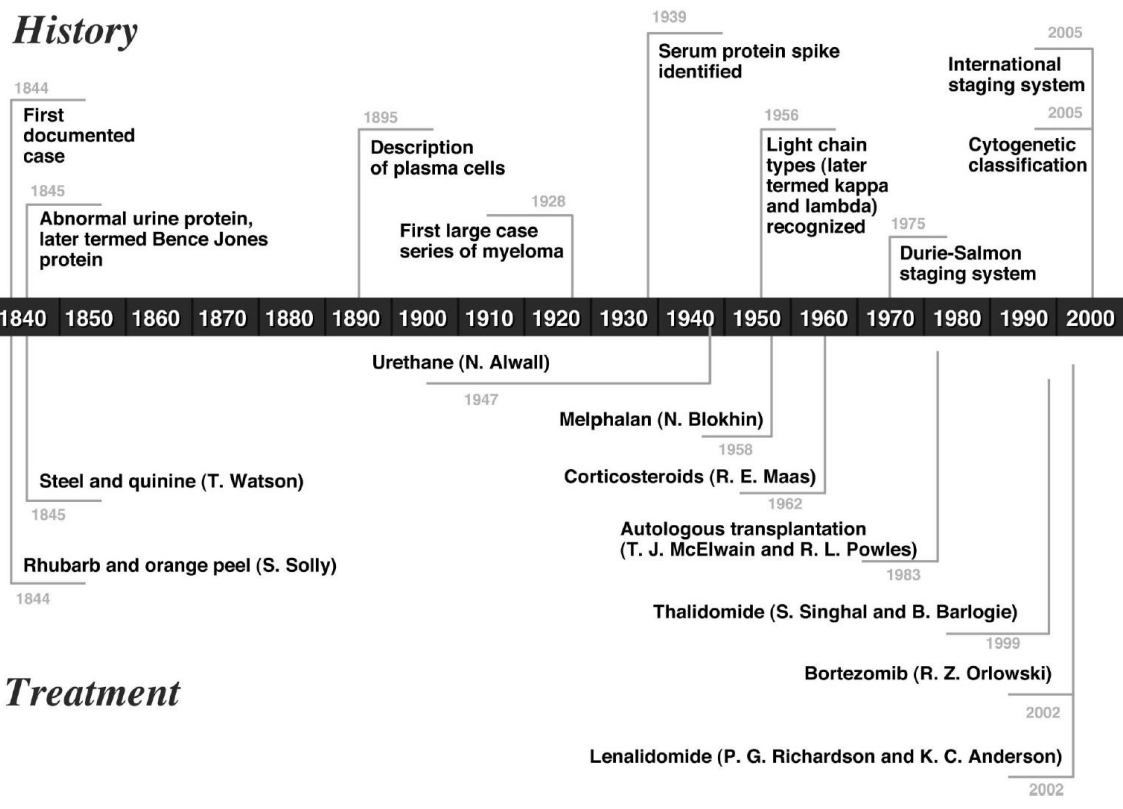 History
1844
First
documented
case
1845
Abnormal urine protein,
later termed Bence Jones
protein
1895
Description
of plasma cells
1928
First large case
series of myeloma
1939
Serum protein spike
identified
1956
Light chain
types (later
termed kappa
and lambda)
recognized
1975
Durie-Salmon
staging system
2005
International
staging system
2005
Cytogenetic
classification
1840 1850 1860 1870 1880 1890 1900 1910 1920 1930 1940 1950 1960 1970 1980 1990 2000
Urethane (N. Alwall)
1947
Melphalan (N. Blokhin)
1958
Corticosteroids (R. E. Maas)
1962
Steel and quinine (T. Watson)
1845
Autologous transplantation
(T. J. McElwain and R. L. Powles)
1983
Rhubarb and orange peel (S. Solly)
1844
Thalidomide (S. Singhal and B. Barlogie)
1999
Bortezomib (R. Z. Orlowski)
2002
Treatment
Lenalidomide (P. G. Richardson and K. C. Anderson)
2002